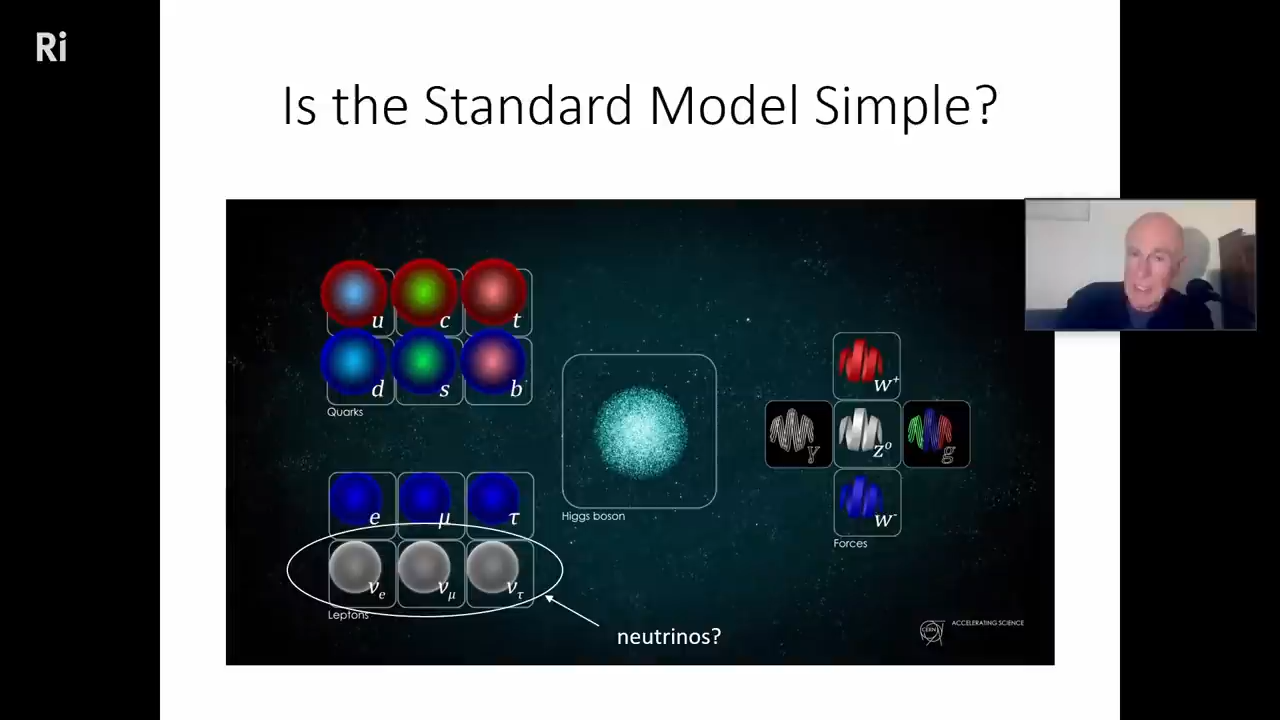 Ri
Is the Standard Model Simple?
u c t
d s b
Quarks
e μ τ
νe νμ ντ
Leptons
Higgs boson
W+
γ Z0 g
W-
Forces
neutrinos?
CERN
ACCELERATING SCIENCE